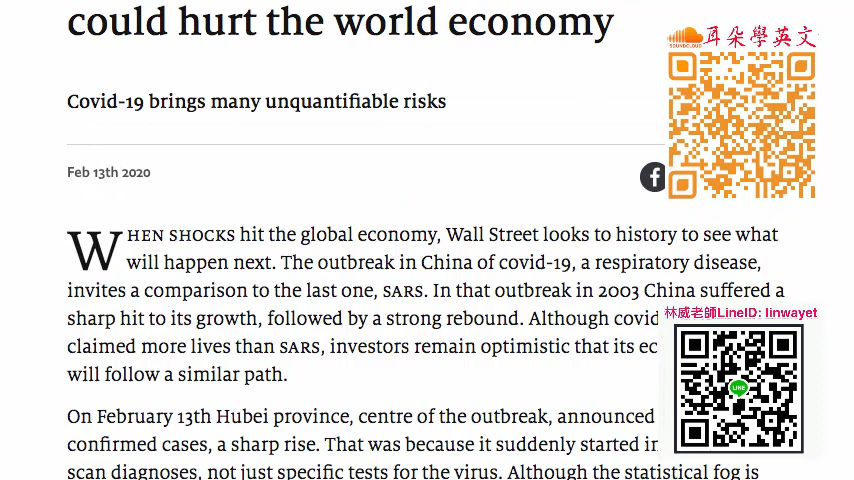 could hurt the world economy
SOUNDCLOUD
耳朵學英文
Covid-19 brings many unquantifiable risks
Feb 13th 2020
f
WHEN SHOCKS hit the global economy, Wall Street looks to history to see what
will happen next. The outbreak in China of covid-19, a respiratory disease,
invites a comparison to the last one, SARS. In that outbreak in 2003 China suffered a
sharp hit to its growth, followed by a strong rebound. Although covid
林威老師LineID: linwayet
claimed more lives than SARS, investors remain optimistic that its ec
will follow a similar path.
LINE
On February 13th Hubei province, centre of the outbreak, announced
confirmed cases, a sharp rise. That was because it suddenly started in
scan diagnoses, not just specific tests for the virus. Although the statistical fog is